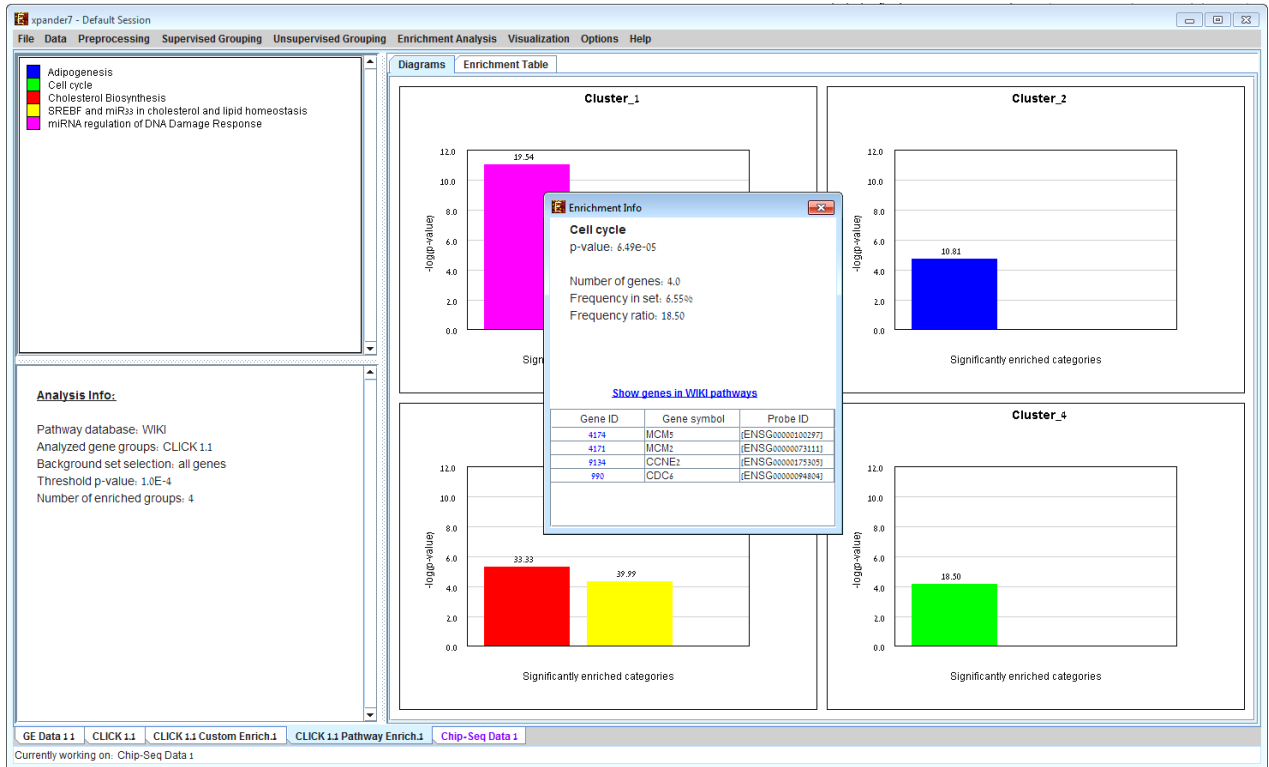 xpander7 - Default Session
File Data Preprocessing Supervised Grouping Unsupervised Grouping Enrichment Analysis Visualization Options Help
Adipogenesis
Cell cycle
Cholesterol Biosynthesis
SREBF and miR33 in cholesterol and lipid homeostasis
miRNA regulation of DNA Damage Response
Analysis Info:
Pathway database: WIKI
Analyzed gene groups: CLICK 1.1
Background set selection: all genes
Threshold p-value: 1.0E-4
Number of enriched groups: 4
Diagrams Enrichment Table
Cluster_1
12.0
10.0
8.0
6.0
4.0
2.0
0.0
-log(p-value)
19.54
Cluster_2
12.0
10.0
8.0
6.0
4.0
2.0
0.0
-log(p-value)
10.81
Significantly enriched categories
Enrichment Info
Cell cycle
p-value: 6.49e-05
Number of genes: 4.0
Frequency in set: 6.55%
Frequency ratio: 18.50
Show genes in WIKI pathways
Gene ID Gene symbol Probe ID
4174 MCM5 [ENSG00000100297]
4171 MCM2 [ENSG00000073111]
9134 CCNE2 [ENSG00000175305]
990 CDC6 [ENSG00000094804]
12.0
10.0
8.0
6.0
4.0
2.0
0.0
-log(p-value)
33.33
39.99
Significantly enriched categories
Cluster_4
12.0
10.0
8.0
6.0
4.0
2.0
0.0
-log(p-value)
18.50
Significantly enriched categories
GE Data 1 1 CLICK 1.1 CLICK 1.1 Custom Enrich.1 CLICK 1.1 Pathway Enrich.1 Chip-Seq Data 1
Currently working on: Chip-Seq Data 1